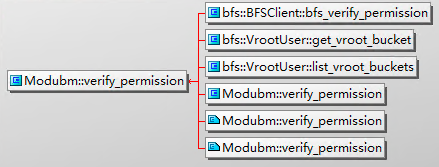 bfs::BFSClient::bfs_verify_permission
bfs::VrootUser::get_vroot_bucket
bfs::VrootUser::list_vroot_buckets
Modubm::verify_permission
Modubm::verify_permission
Modubm::verify_permission
Modubm::verify_permission